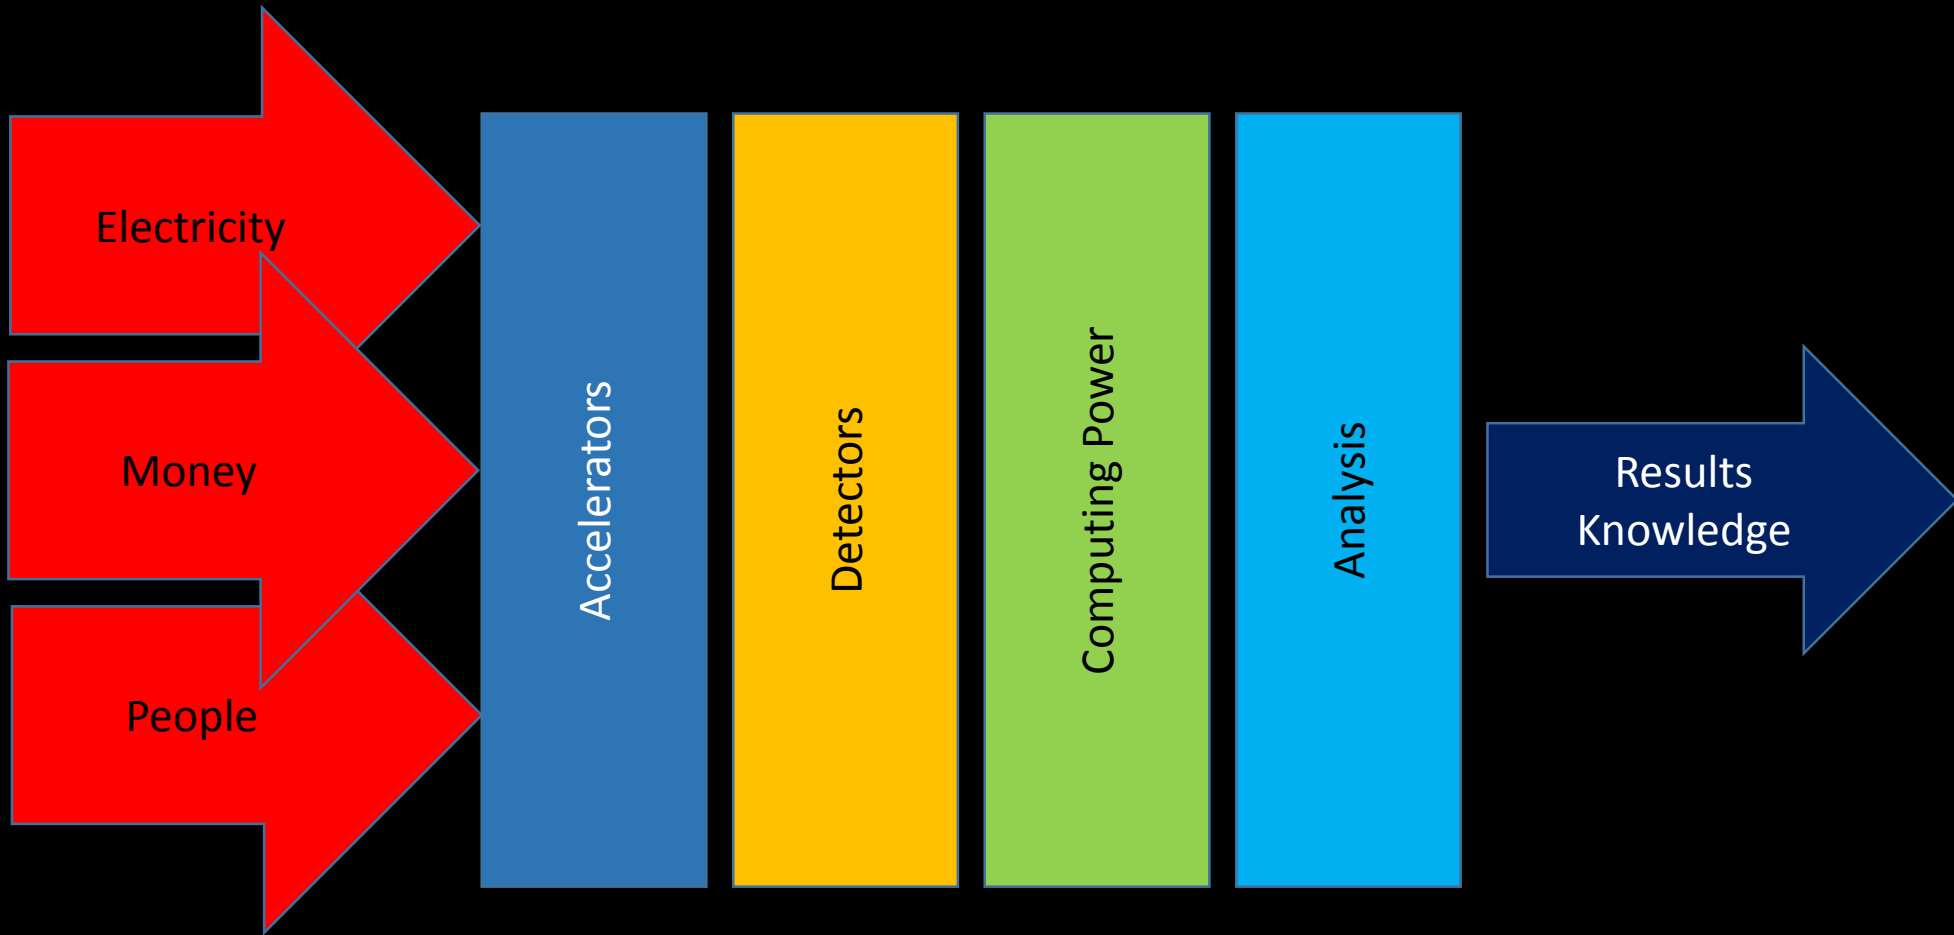 Electricity
Money
People
Accelerators
Detectors
Computing Power
Analysis
Results
Knowledge